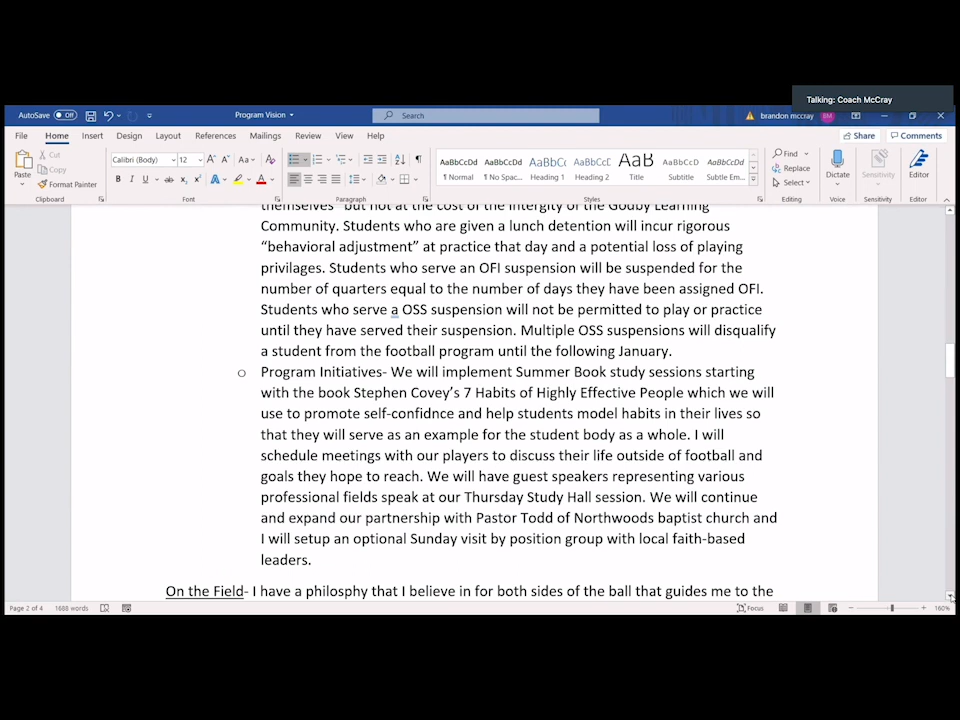 Talking: Coach McCray
AutoSave Off Program Vision Search brandon mccray BM
File Home Insert Design Layout References Mailings Review View Help Share Comments
Paste Cut Copy Format Painter Clipboard
Calibri (Body) 12 Font
Paragraph
AaBbCcDd AaBbCcDd AaBbCc AaBbCcC AaB AaBbCcD AaBbCcDd
1 Normal 1 No Spac... Heading 1 Heading 2 Title Subtitle Subtle Em...
Styles
Find Replace Select Editing
Dictate Voice
Sensitivity Sensitivity
Editor Editor
themselves" but not at the cost of the intergity of the Godby Learning
Community. Students who are given a lunch detention will incur rigorous
“behavioral adjustment” at practice that day and a potential loss of playing
privilages. Students who serve an OFI suspension will be suspended for the
number of quarters equal to the number of days they have been assigned OFI.
Students who serve a OSS suspension will not be permitted to play or practice
until they have served their suspension. Multiple OSS suspensions will disqualify
a student from the football program until the following January.
o Program Initiatives- We will implement Summer Book study sessions starting
with the book Stephen Covey’s 7 Habits of Highly Effective People which we will
use to promote self-confidnce and help students model habits in their lives so
that they will serve as an example for the student body as a whole. I will
schedule meetings with our players to discuss their life outside of football and
goals they hope to reach. We will have guest speakers representing various
professional fields speak at our Thursday Study Hall session. We will continue
and expand our partnership with Pastor Todd of Northwoods baptist church and
I will setup an optional Sunday visit by position group with local faith-based
leaders.
On the Field- I have a philosphy that I believe in for both sides of the ball that guides me to the
Page 2 of 4 1688 words Focus 160%